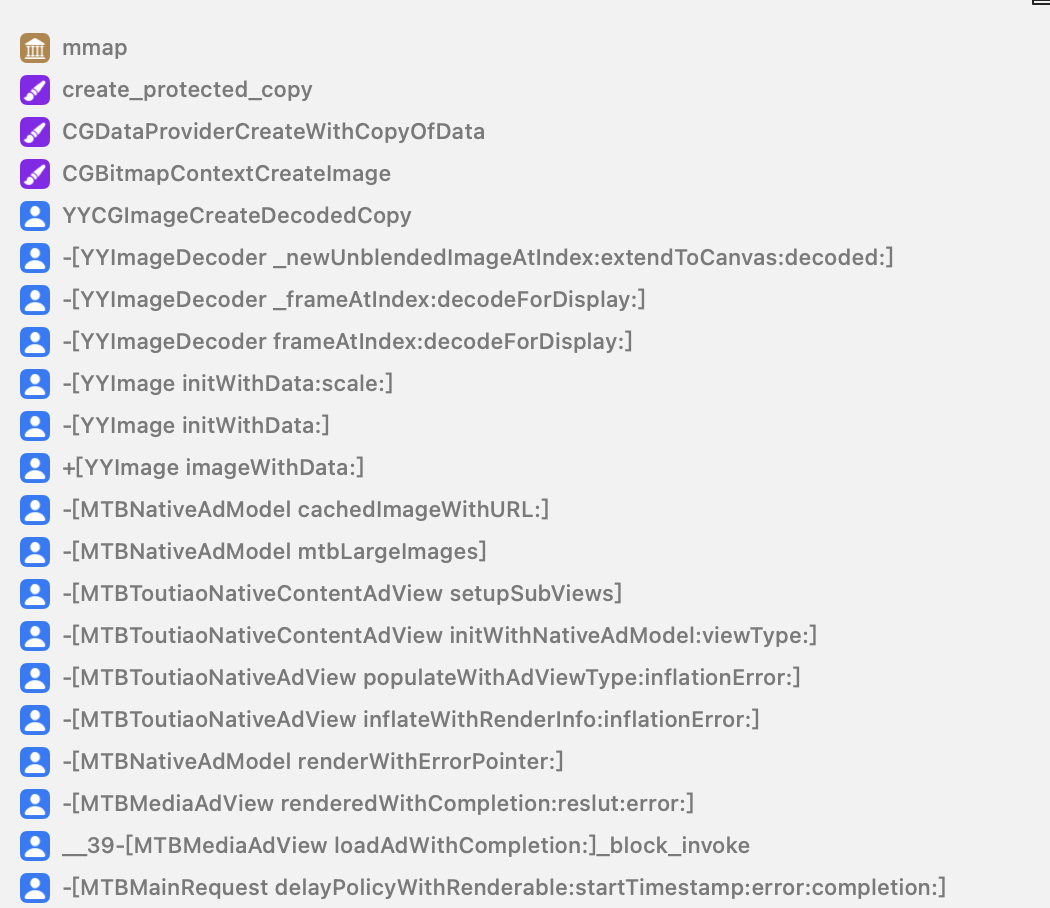 mmap
create_protected_copy
CGDataProviderCreateWithCopyOfData
CGBitmapContextCreateImage
YYCGImageCreateDecodedCopy
-[YYImageDecoder _newUnblendedImageAtIndex:extendToCanvas:decoded:]
-[YYImageDecoder _frameAtIndex:decodeForDisplay:]
-[YYImageDecoder frameAtIndex:decodeForDisplay:]
-[YYImage initWithData:scale:]
-[YYImage initWithData:]
+[YYImage imageWithData:]
-[MTBNativeAdModel cachedImageWithURL:]
-[MTBNativeAdModel mtbLargeImages]
-[MTBToutiaoNativeContentAdView setupSubViews]
-[MTBToutiaoNativeContentAdView initWithNativeAdModel:viewType:]
-[MTBToutiaoNativeAdView populateWithAdViewType:inflationError:]
-[MTBToutiaoNativeAdView inflateWithRenderInfo:inflationError:]
-[MTBNativeAdModel renderWithErrorPointer:]
-[MTBMediaAdView renderedWithCompletion:reslut:error:]
__39-[MTBMediaAdView loadAdWithCompletion:]_block_invoke
-[MTBMainRequest delayPolicyWithRenderable:startTimestamp:error:completion:]